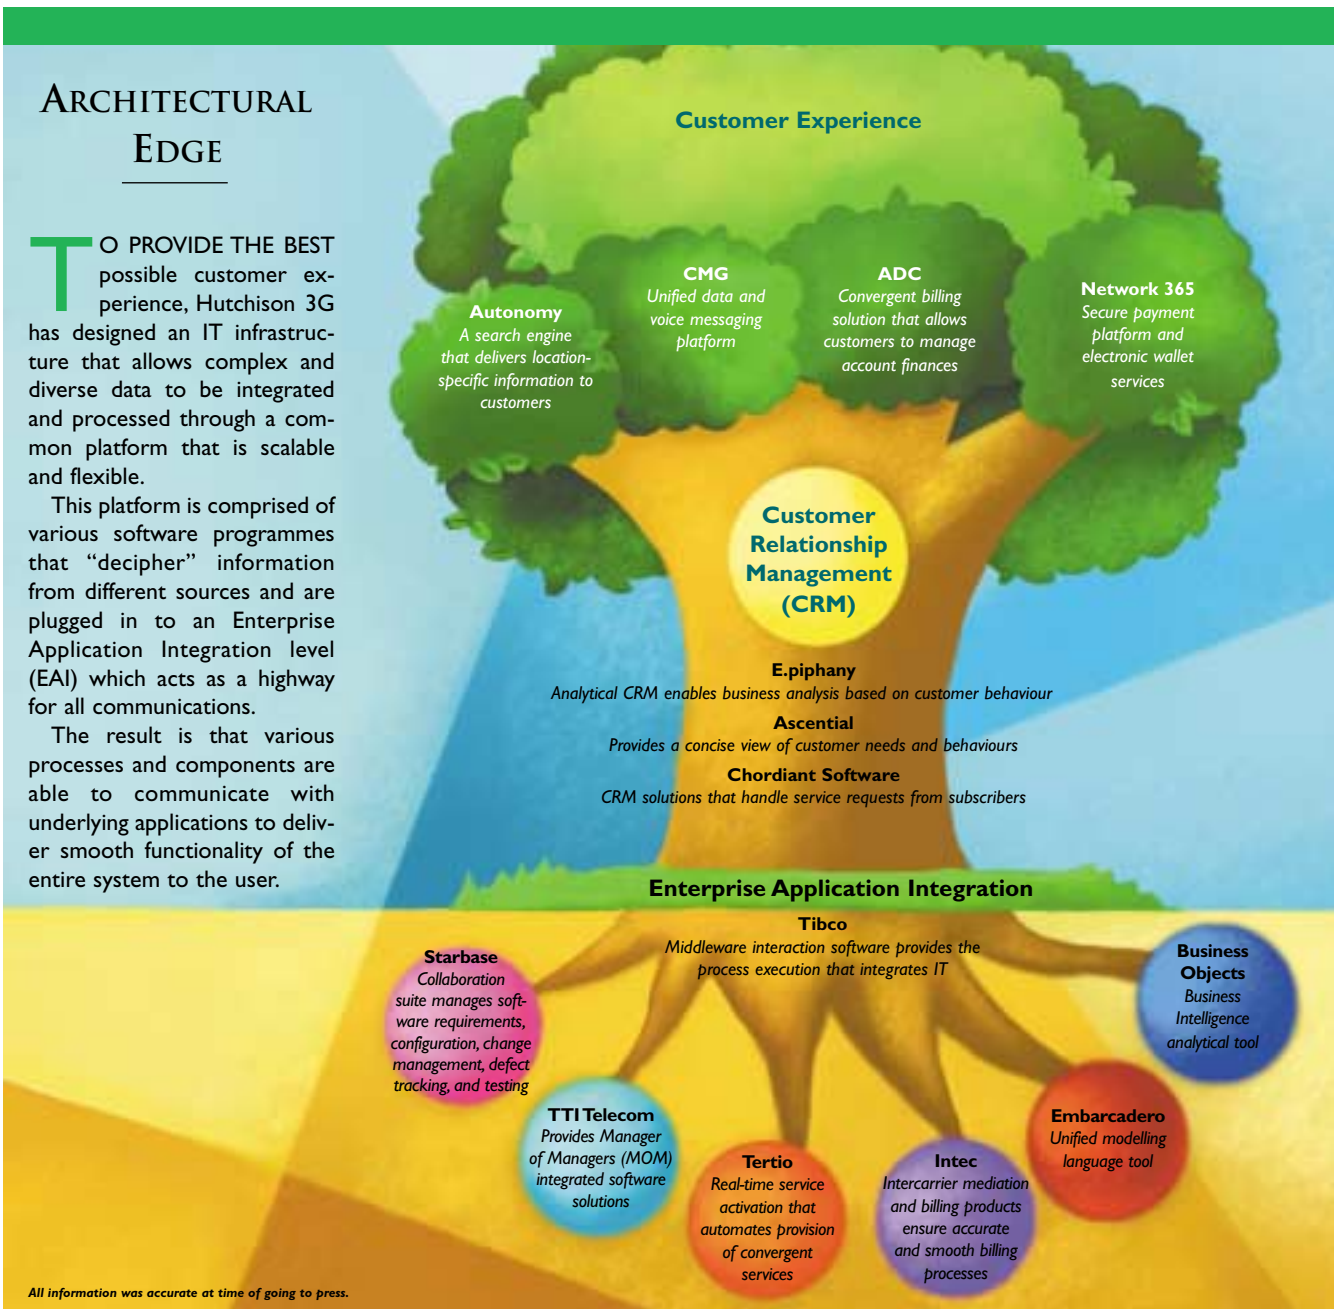 ARCHITECTURAL
EDGE
TO PROVIDE THE BEST
possible customer ex-
perience, Hutchison 3G
has designed an IT infrastruc-
ture that allows complex and
diverse data to be integrated
and processed through a com-
mon platform that is scalable
and flexible.
This platform is comprised of
various software programmes
that “decipher” information
from different sources and are
plugged in to an Enterprise
Application Integration level
(EAI) which acts as a highway
for all communications.
The result is that various
processes and components are
able to communicate with
underlying applications to deliv-
er smooth functionality of the
entire system to the user.
Customer Experience
Autonomy
A search engine
that delivers location-
specific information to
customers
CMG
Unified data and
voice messaging
platform
ADC
Convergent billing
solution that allows
customers to manage
account finances
Network 365
Secure payment
platform and
electronic wallet
services
Customer
Relationship
Management
(CRM)
E.piphany
Analytical CRM enables business analysis based on customer behaviour
Ascential
Provides a concise view of customer needs and behaviours
Chordiant Software
CRM solutions that handle service requests from subscribers
Enterprise Application Integration
Tibco
Middleware interaction software provides the
process execution that integrates IT
Starbase
Collaboration
suite manages soft-
ware requirements,
configuration, change
management, defect
tracking, and testing
TTI Telecom
Provides Manager
of Managers (MOM)
integrated software
solutions
Tertio
Real-time service
activation that
automates provision
of convergent
services
Intec
Intercarrier mediation
and billing products
ensure accurate
and smooth billing
processes
Embarcadero
Unified modelling
language tool
Business
Objects
Business
Intelligence
analytical tool
All information was accurate at time of going to press.